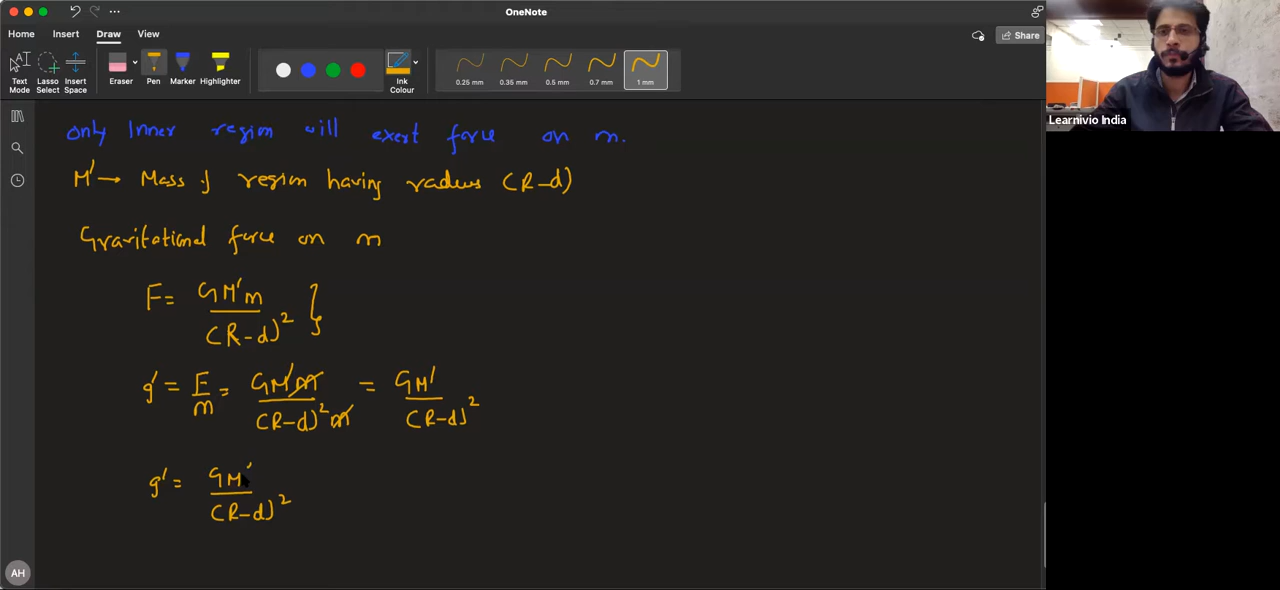 OneNote
Home Insert Draw View
Share
Text Mode
Lasso Select
Insert Space
Eraser
Pen
Marker
Highlighter
Ink Colour
0.25 mm
0.35 mm
0.5 mm
0.7 mm
1 mm
Learnivio India
only Inner region will exert force on m.
M' → Mass of region having radius (R-d)
Gravitational force on m
F = GM'm / (R-d)² }
g' = F/m = GM'm / (R-d)²m = GM' / (R-d)²
g' = GM' / (R-d)²
AH